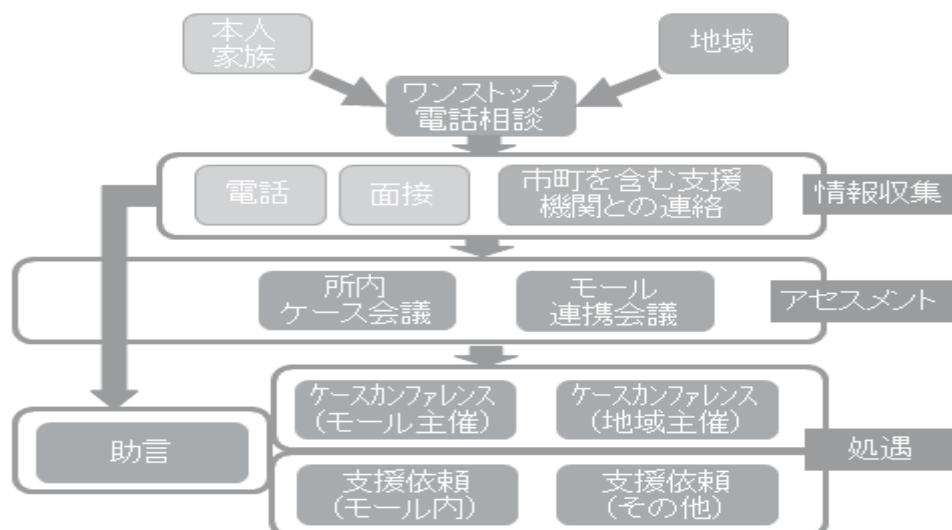 本人
家族
地域
ワンストップ
電話相談
電話
面接
市町を含む支援
機関との連絡
情報収集
所内
ケース会議
モール
連携会議
アセスメント
ケースカンファレンス
(モール主催)
ケースカンファレンス
(地域主催)
助言
処遇
支援依頼
(モール内)
支援依頼
(その他)